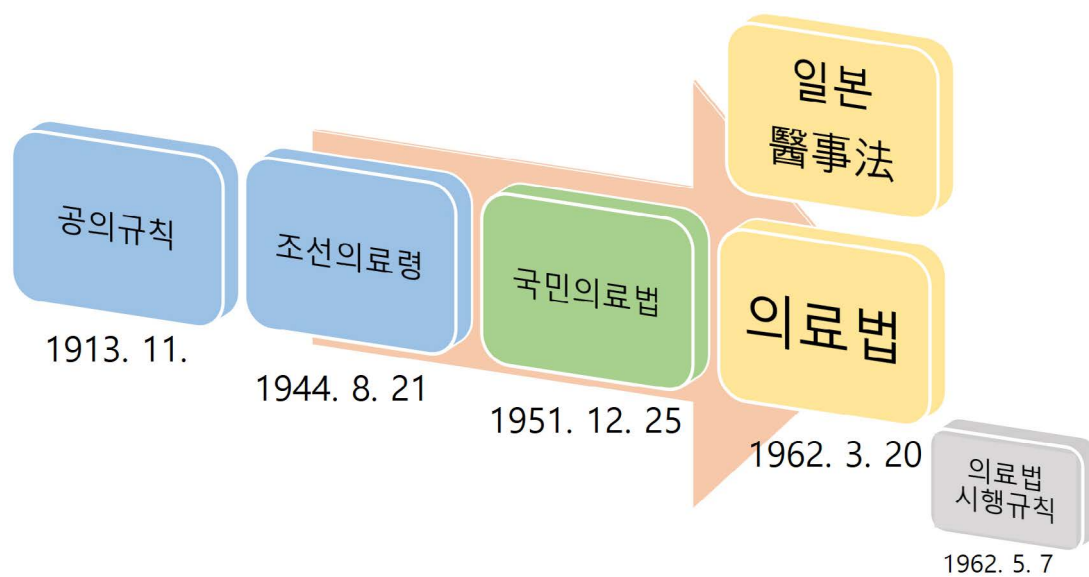 공의규칙
1913. 11.
조선의료령
1944. 8. 21
국민의료법
1951. 12. 25
일본
醫事法
의료법
1962. 3. 20
의료법
시행규칙
1962. 5. 7